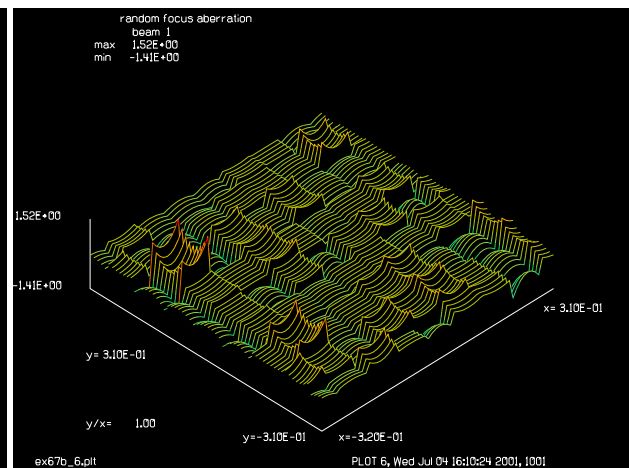 random focus aberration
beam 1
max 1.52E+00
min -1.41E+00
1.52E+00
-1.41E+00
x= 3.10E-01
y= 3.10E-01
y/x= 1.00
y=-3.10E-01 x=-3.20E-01
ex67b_6.plt PLOT 6, Wed Jul 04 16:10:24 2001, 1001